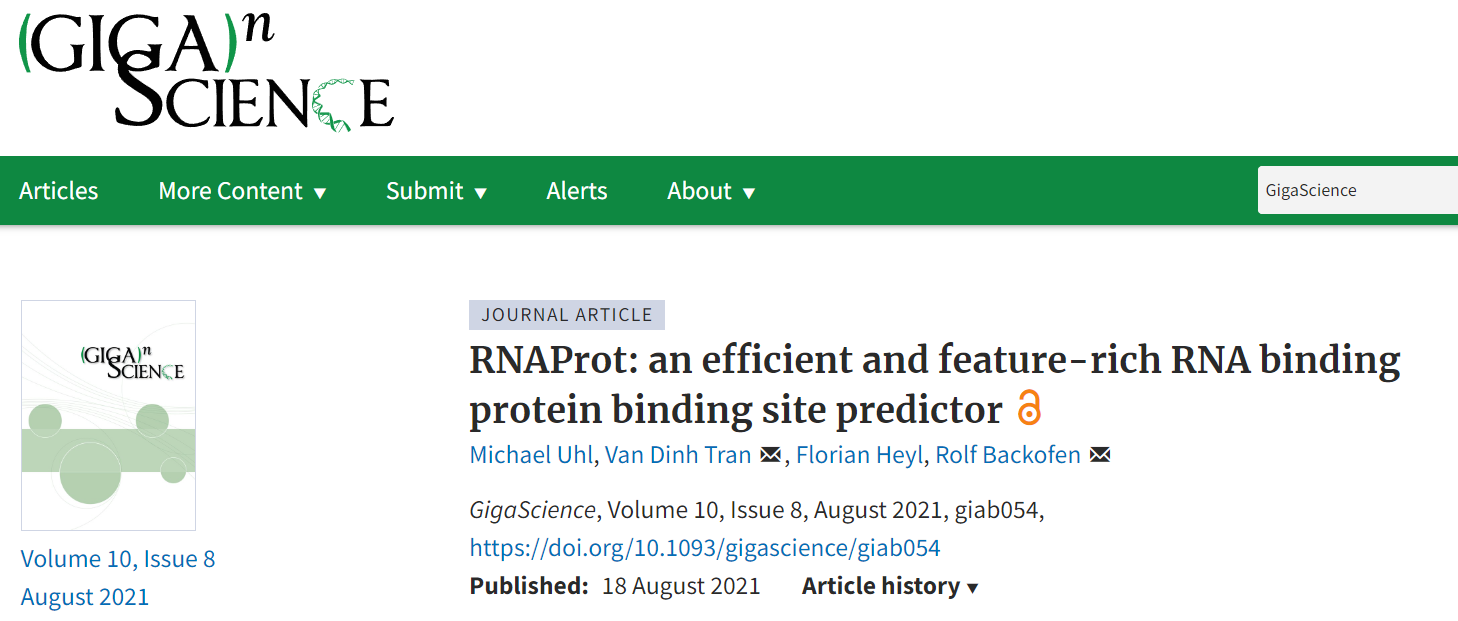 (GIGA)n
SCIENCE
Articles
More Content ▼
Submit ▼
Alerts
About ▼
GigaScience
(GIGA)n
SCIENCE
Volume 10, Issue 8
August 2021
JOURNAL ARTICLE
RNAProt: an efficient and feature-rich RNA binding
protein binding site predictor
Michael Uhl, Van Dinh Tran, Florian Heyl, Rolf Backofen
GigaScience, Volume 10, Issue 8, August 2021, giab054,
https://doi.org/10.1093/gigascience/giab054
Published: 18 August 2021 Article history ▼